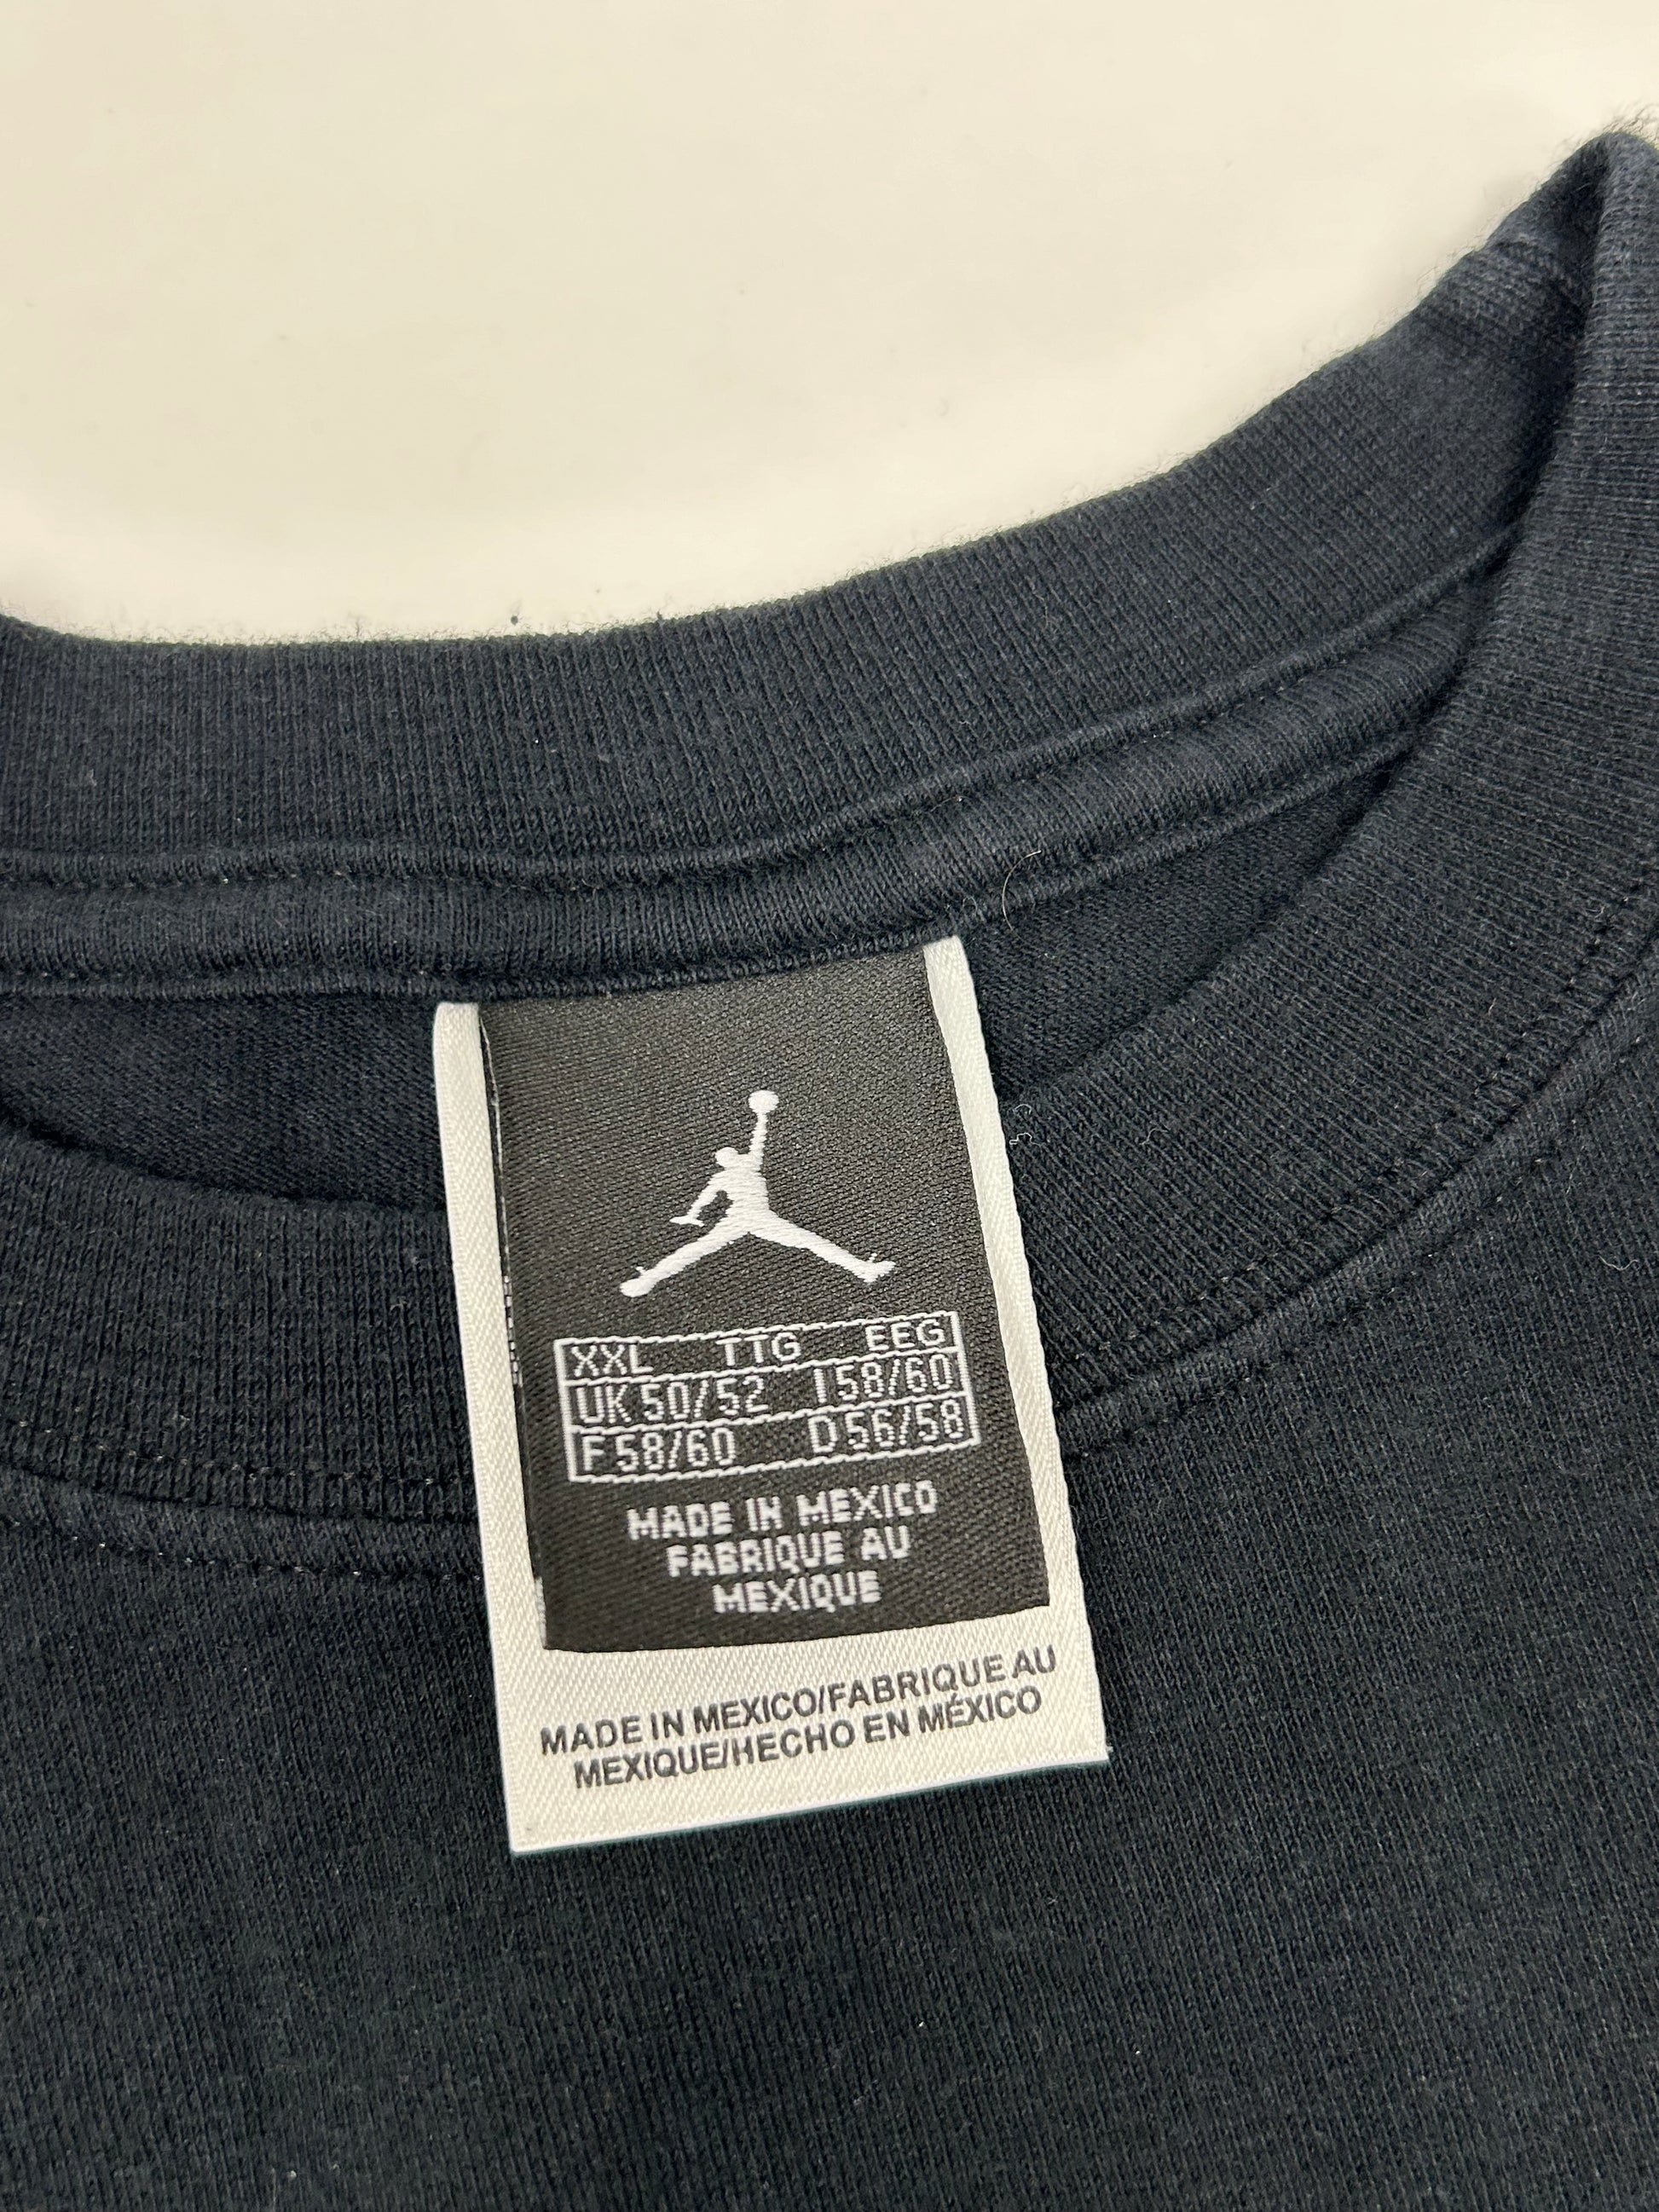 XXL TTG EEG
UK 50/52 I 58/60
F 58/60 D 56/58
MADE IN MEXICO
FABRIQUE AU
MEXIQUE
MADE IN MEXICO/FABRIQUE AU
MEXIQUE/HECHO EN MÉXICO